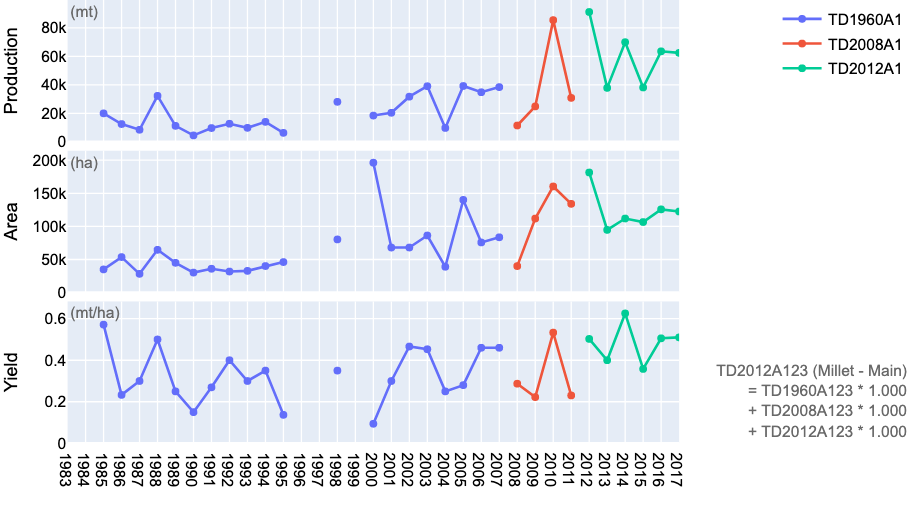 (mt)
Production
80k
60k
40k
20k
0
TD1960A1
TD2008A1
TD2012A1
(ha)
Area
200k
150k
100k
50k
0
(mt/ha)
Yield
0.6
0.4
0.2
0
TD2012A123 (Millet - Main)
= TD1960A123 * 1.000
+ TD2008A123 * 1.000
+ TD2012A123 * 1.000
1983
1984
1985
1986
1987
1988
1989
1990
1991
1992
1993
1994
1995
1996
1997
1998
1999
2000
2001
2002
2003
2004
2005
2006
2007
2008
2009
2010
2011
2012
2013
2014
2015
2016
2017